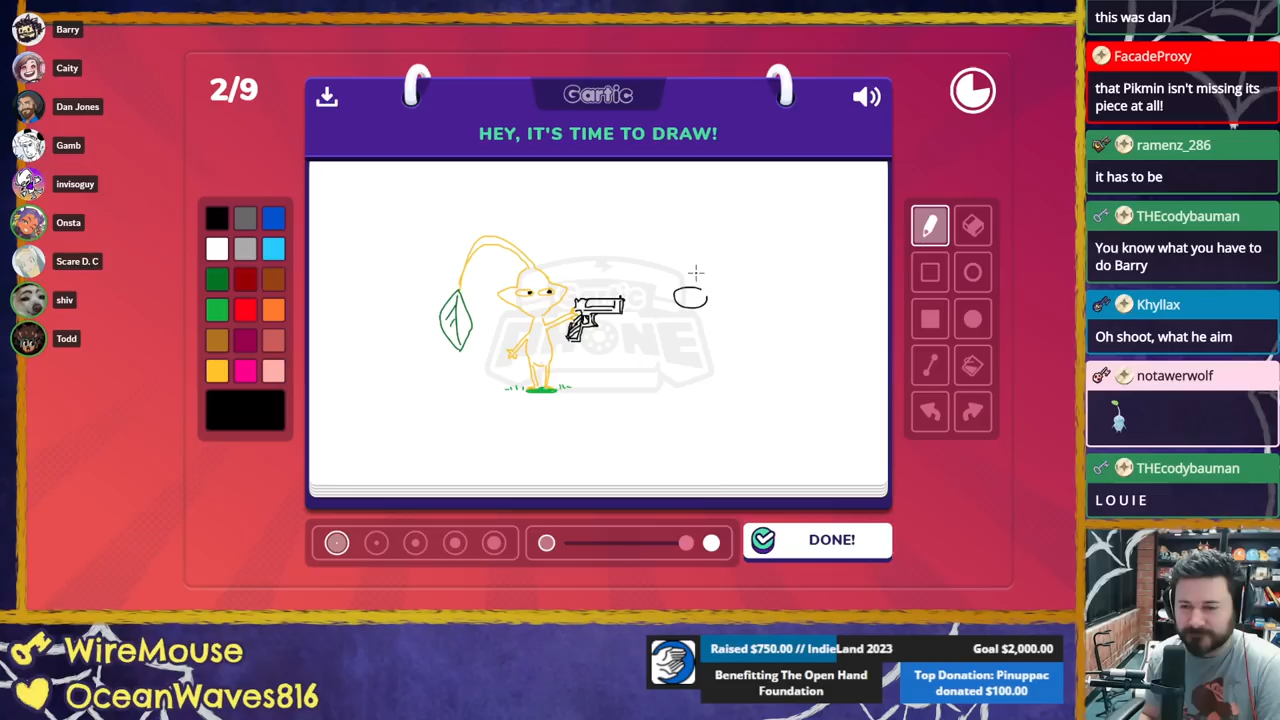 Barry
Caity
Dan Jones
Gamb
invisoguy
Onsta
Scare D. C
shiv
Todd
2/9
Gartic
HEY, IT'S TIME TO DRAW!
Gartic
PHONE
DONE!
this was dan
FacadeProxy
that Pikmin isn't missing its
piece at all!
ramenz_286
it has to be
THEcodybauman
You know what you have to
do Barry
Khyllax
Oh shoot, what he aim
notawerwolf
THEcodybauman
L O U I E
WireMouse
OceanWaves816
Raised $750.00 // IndieLand 2023
Goal $2,000.00
Benefitting The Open Hand
Foundation
Top Donation: Pinuppac
donated $100.00